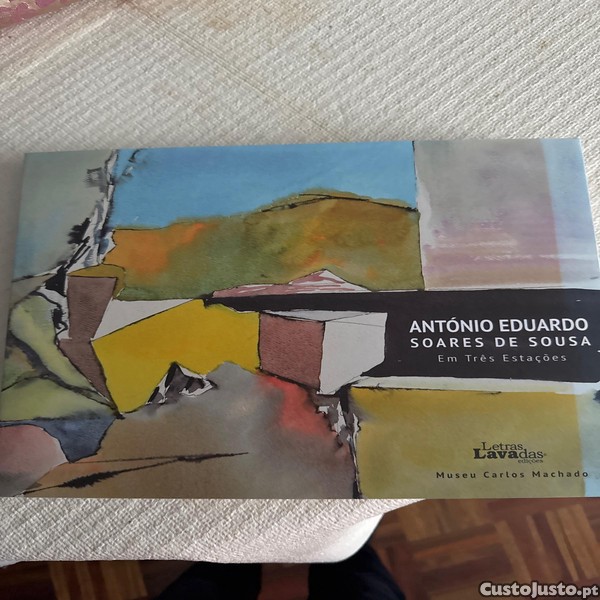 ANTÓNIO EDUARDO
SOARES DE SOUSA
Em Três Estações
Letras
Lavadas
edições
Museu Carlos Machado
CustoJusto.pt